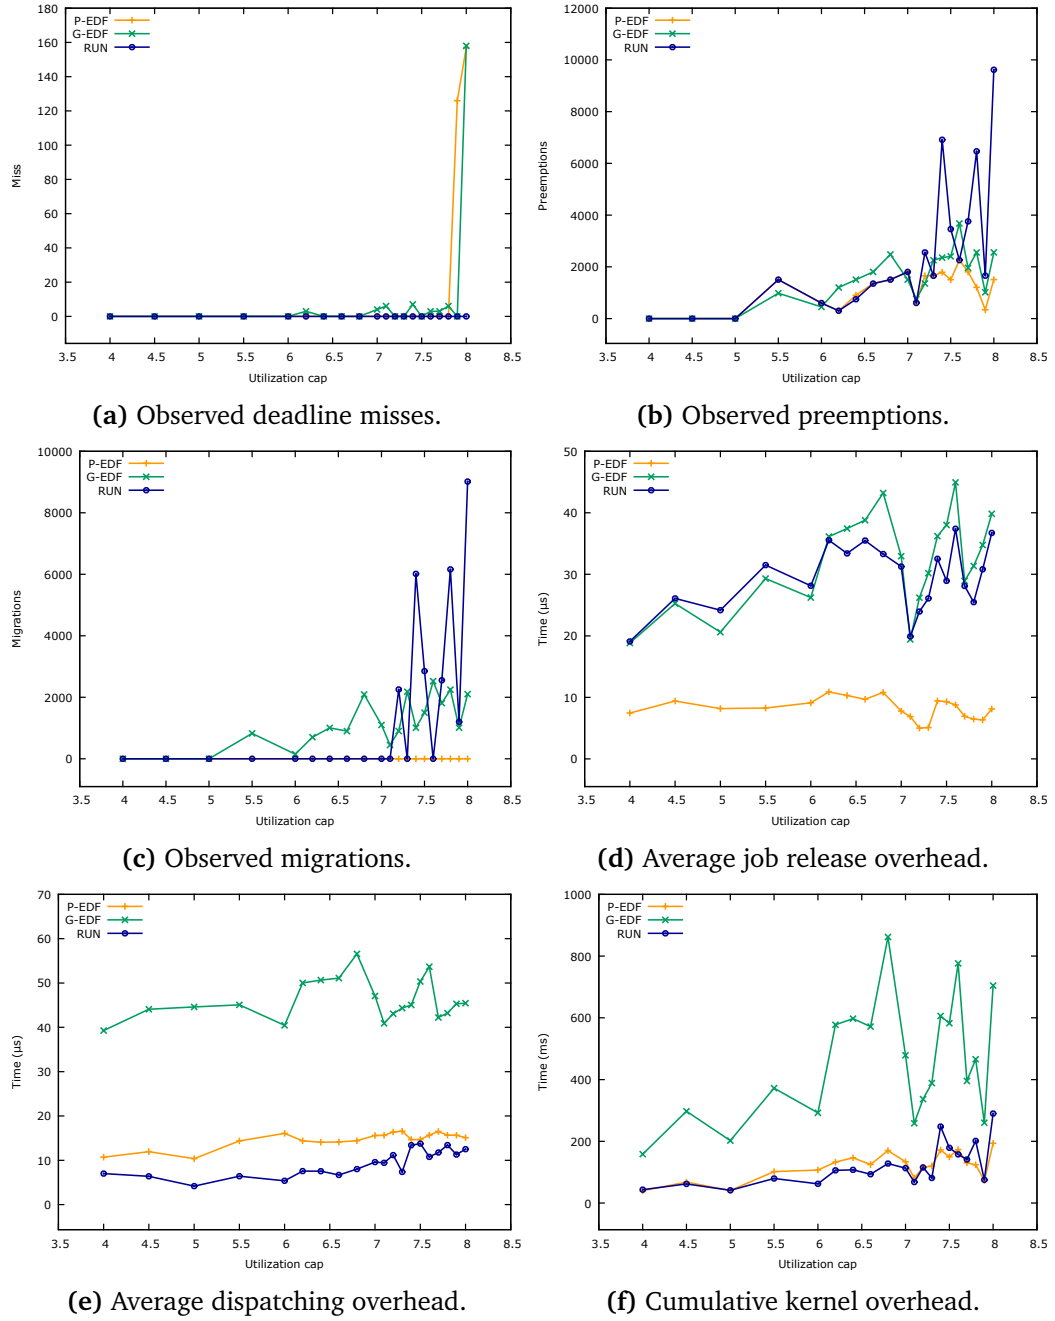 P-EDF
G-EDF
RUN
180
160
140
120
100
80
60
40
20
0
Miss
3.5 4 4.5 5 5.5 6 6.5 7 7.5 8 8.5
Utilization cap
(a) Observed deadline misses.
P-EDF
G-EDF
RUN
12000
10000
8000
6000
4000
2000
0
Preemptions
3.5 4 4.5 5 5.5 6 6.5 7 7.5 8 8.5
Utilization cap
(b) Observed preemptions.
P-EDF
G-EDF
RUN
10000
8000
6000
4000
2000
0
Migrations
3.5 4 4.5 5 5.5 6 6.5 7 7.5 8 8.5
Utilization cap
(c) Observed migrations.
P-EDF
G-EDF
RUN
50
40
30
20
10
0
Time (µs)
3.5 4 4.5 5 5.5 6 6.5 7 7.5 8 8.5
Utilization cap
(d) Average job release overhead.
P-EDF
G-EDF
RUN
70
60
50
40
30
20
10
0
Time (µs)
3.5 4 4.5 5 5.5 6 6.5 7 7.5 8 8.5
Utilization cap
(e) Average dispatching overhead.
P-EDF
G-EDF
RUN
1000
800
600
400
200
0
Time (ms)
3.5 4 4.5 5 5.5 6 6.5 7 7.5 8 8.5
Utilization cap
(f) Cumulative kernel overhead.